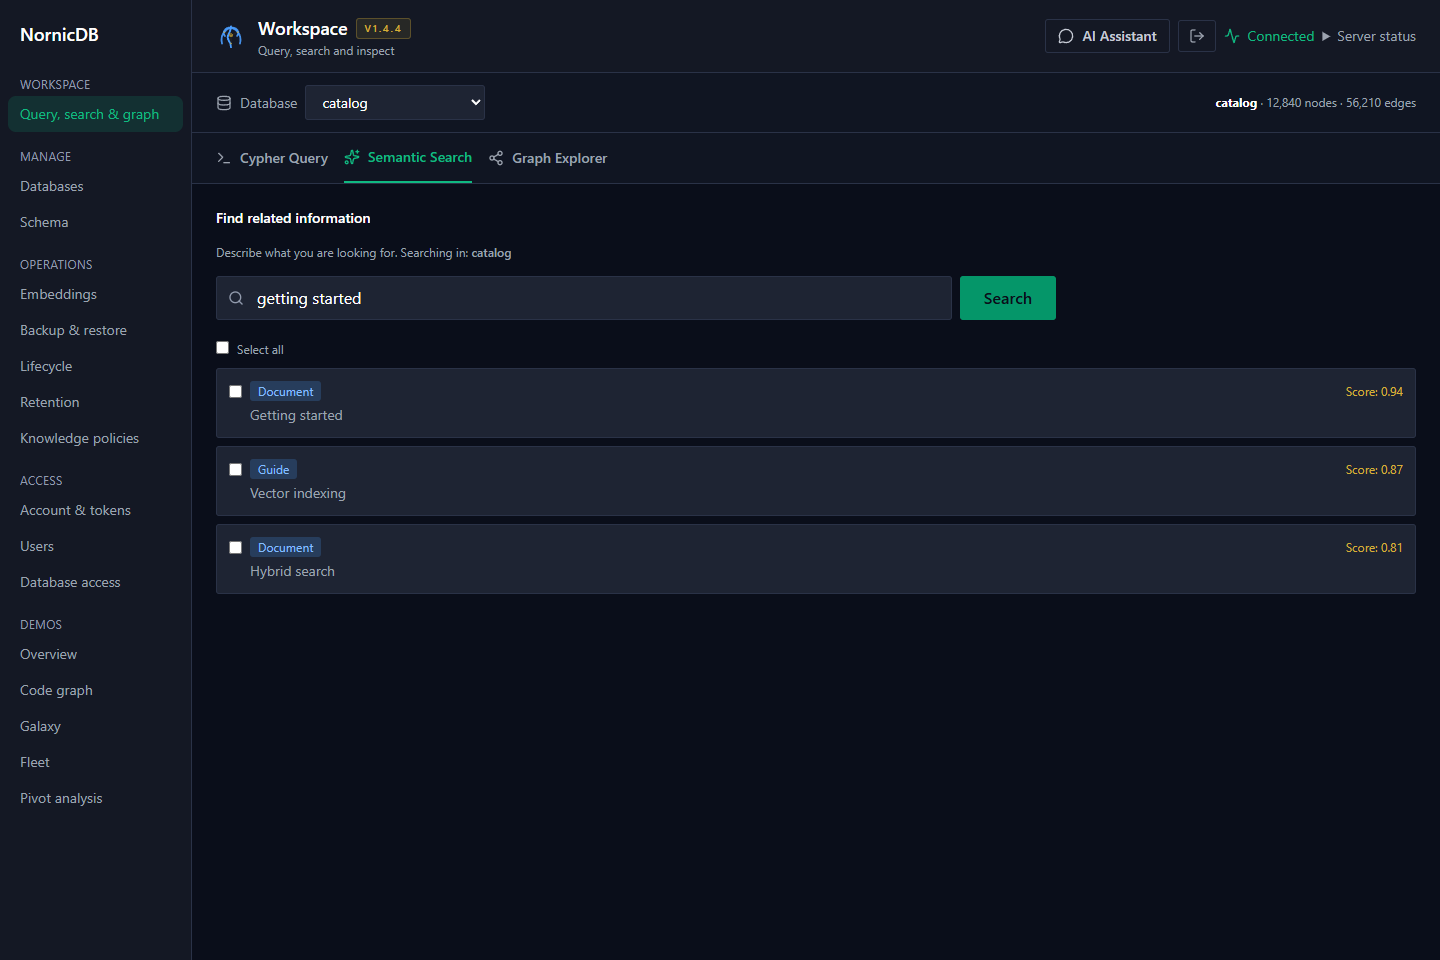 NornicDB
WORKSPACE
Query, search & graph
MANAGE
Databases
Schema
OPERATIONS
Embeddings
Backup & restore
Lifecycle
Retention
Knowledge policies
ACCESS
Account & tokens
Users
Database access
DEMOS
Overview
Code graph
Galaxy
Fleet
Pivot analysis
Workspace V1.4.4
Query, search and inspect
AI Assistant
Connected ▶ Server status
Database catalog
catalog · 12,840 nodes · 56,210 edges
Cypher Query Semantic Search Graph Explorer
Find related information
Describe what you are looking for. Searching in: catalog
getting started Search
Select all
Document Score: 0.94
Getting started
Guide Score: 0.87
Vector indexing
Document Score: 0.81
Hybrid search